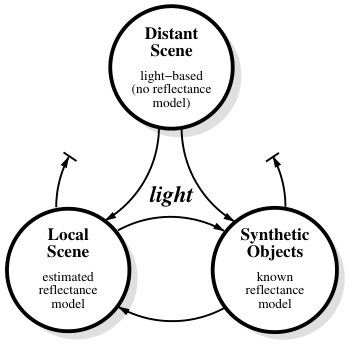 Distant
Scene
light−based
(no reflectance
model)
light
Local
Scene
estimated
reflectance
model
Synthetic
Objects
known
reflectance
model